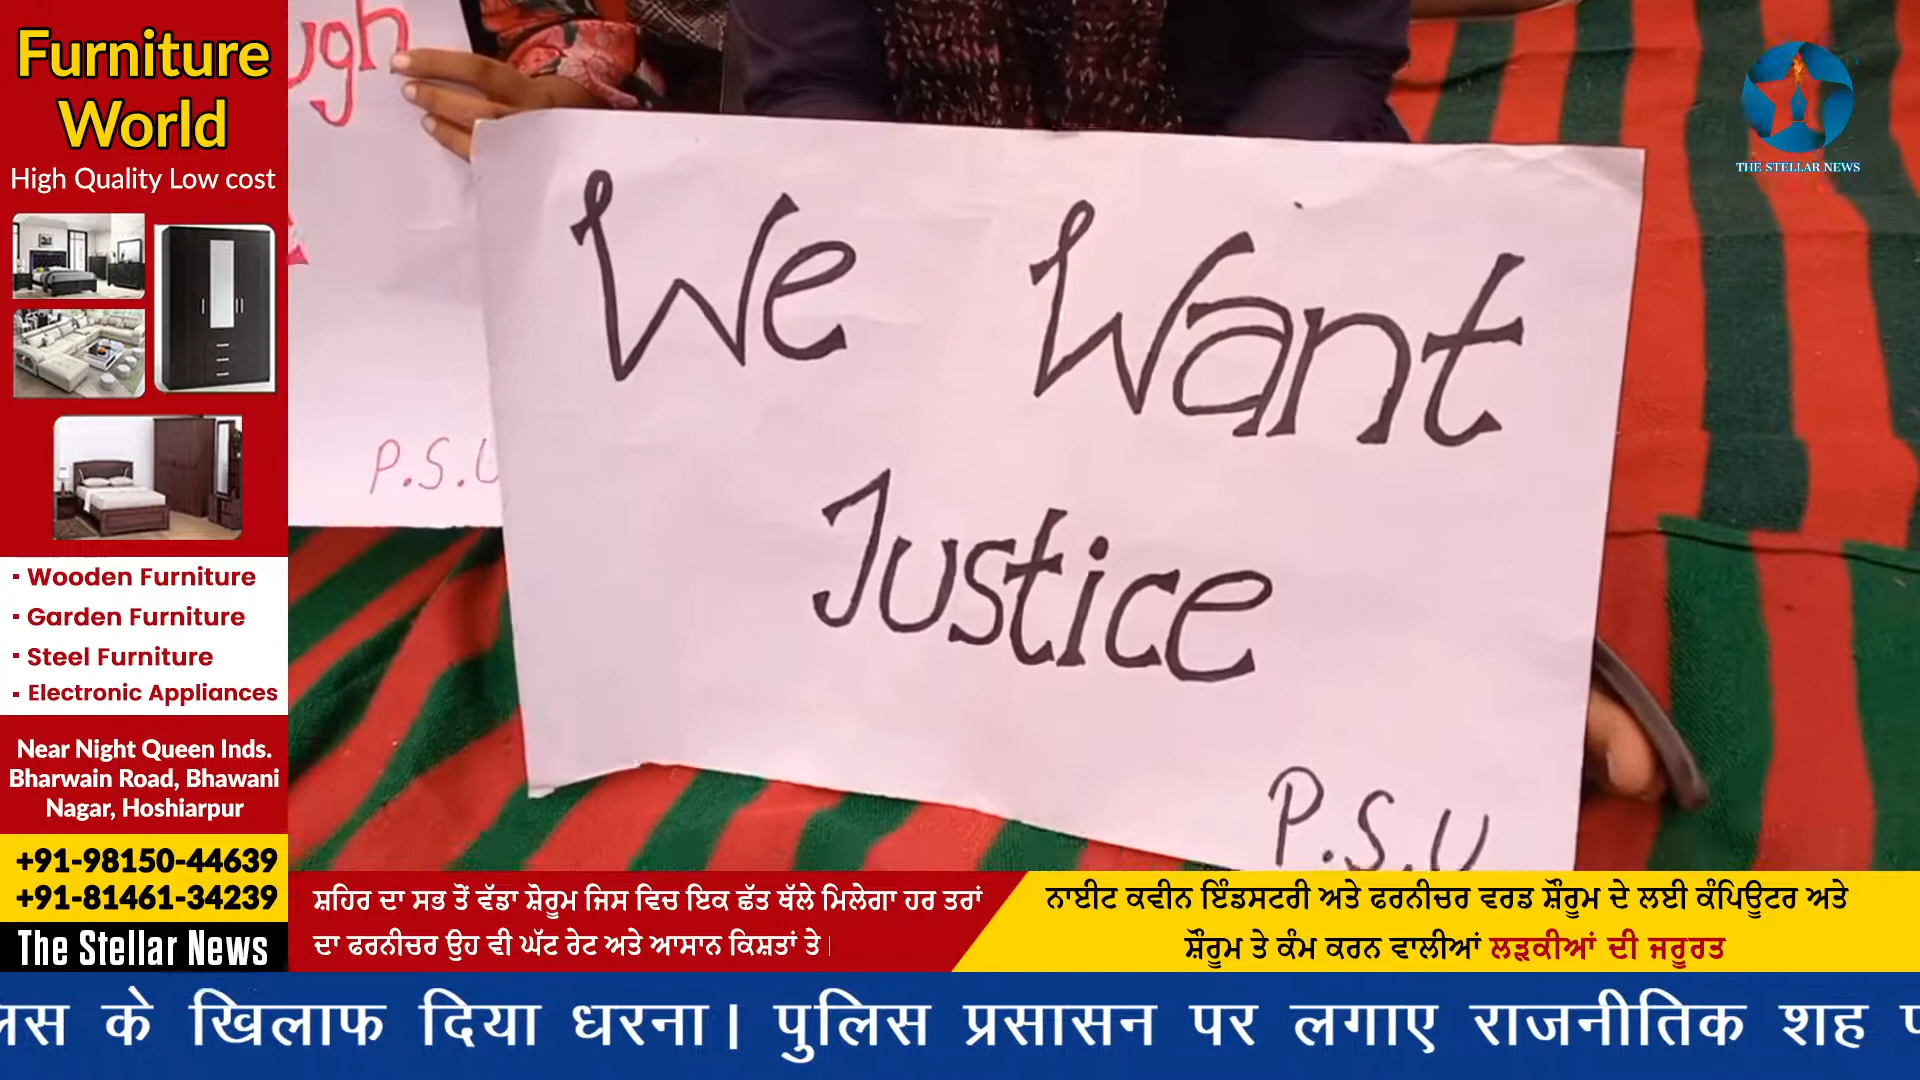 Furniture
World
High Quality Low cost
· Wooden Furniture
· Garden Furniture
· Steel Furniture
· Electronic Appliances
Near Night Queen Inds.
Bharwain Road, Bhawani
Nagar, Hoshiarpur
+91-98150-44639
+91-81461-34239
The Stellar News
ugh
P.S.U
We Want
Justice
P.S.U
THE STELLAR NEWS
ਸ਼ਹਿਰ ਦਾ ਸਭ ਤੋਂ ਵੱਡਾ ਸ਼ੋਰੂਮ ਜਿਸ ਵਿਚ ਇਕ ਛੱਤ ਥੱਲੇ ਮਿਲੇਗਾ ਹਰ ਤਰਾਂ
ਦਾ ਫਰਨੀਚਰ ਉਹ ਵੀ ਘੱਟ ਰੇਟ ਅਤੇ ਆਸਾਨ ਕਿਸ਼ਤਾਂ ਤੇ |
ਨਾਈਟ ਕਵੀਨ ਇੰਡਸਟਰੀ ਅਤੇ ਫਰਨੀਚਰ ਵਰਡ ਸ਼ੌਰੂਮ ਦੇ ਲਈ ਕੰਪਿਊਟਰ ਅਤੇ
ਸ਼ੌਰੂਮ ਤੇ ਕੰਮ ਕਰਨ ਵਾਲੀਆਂ ਲੜਕੀਆਂ ਦੀ ਜਰੂਰਤ
लिस के खिलाफ दिया धरना। पुलिस प्रसासन पर लगाए राजनीतिक शह